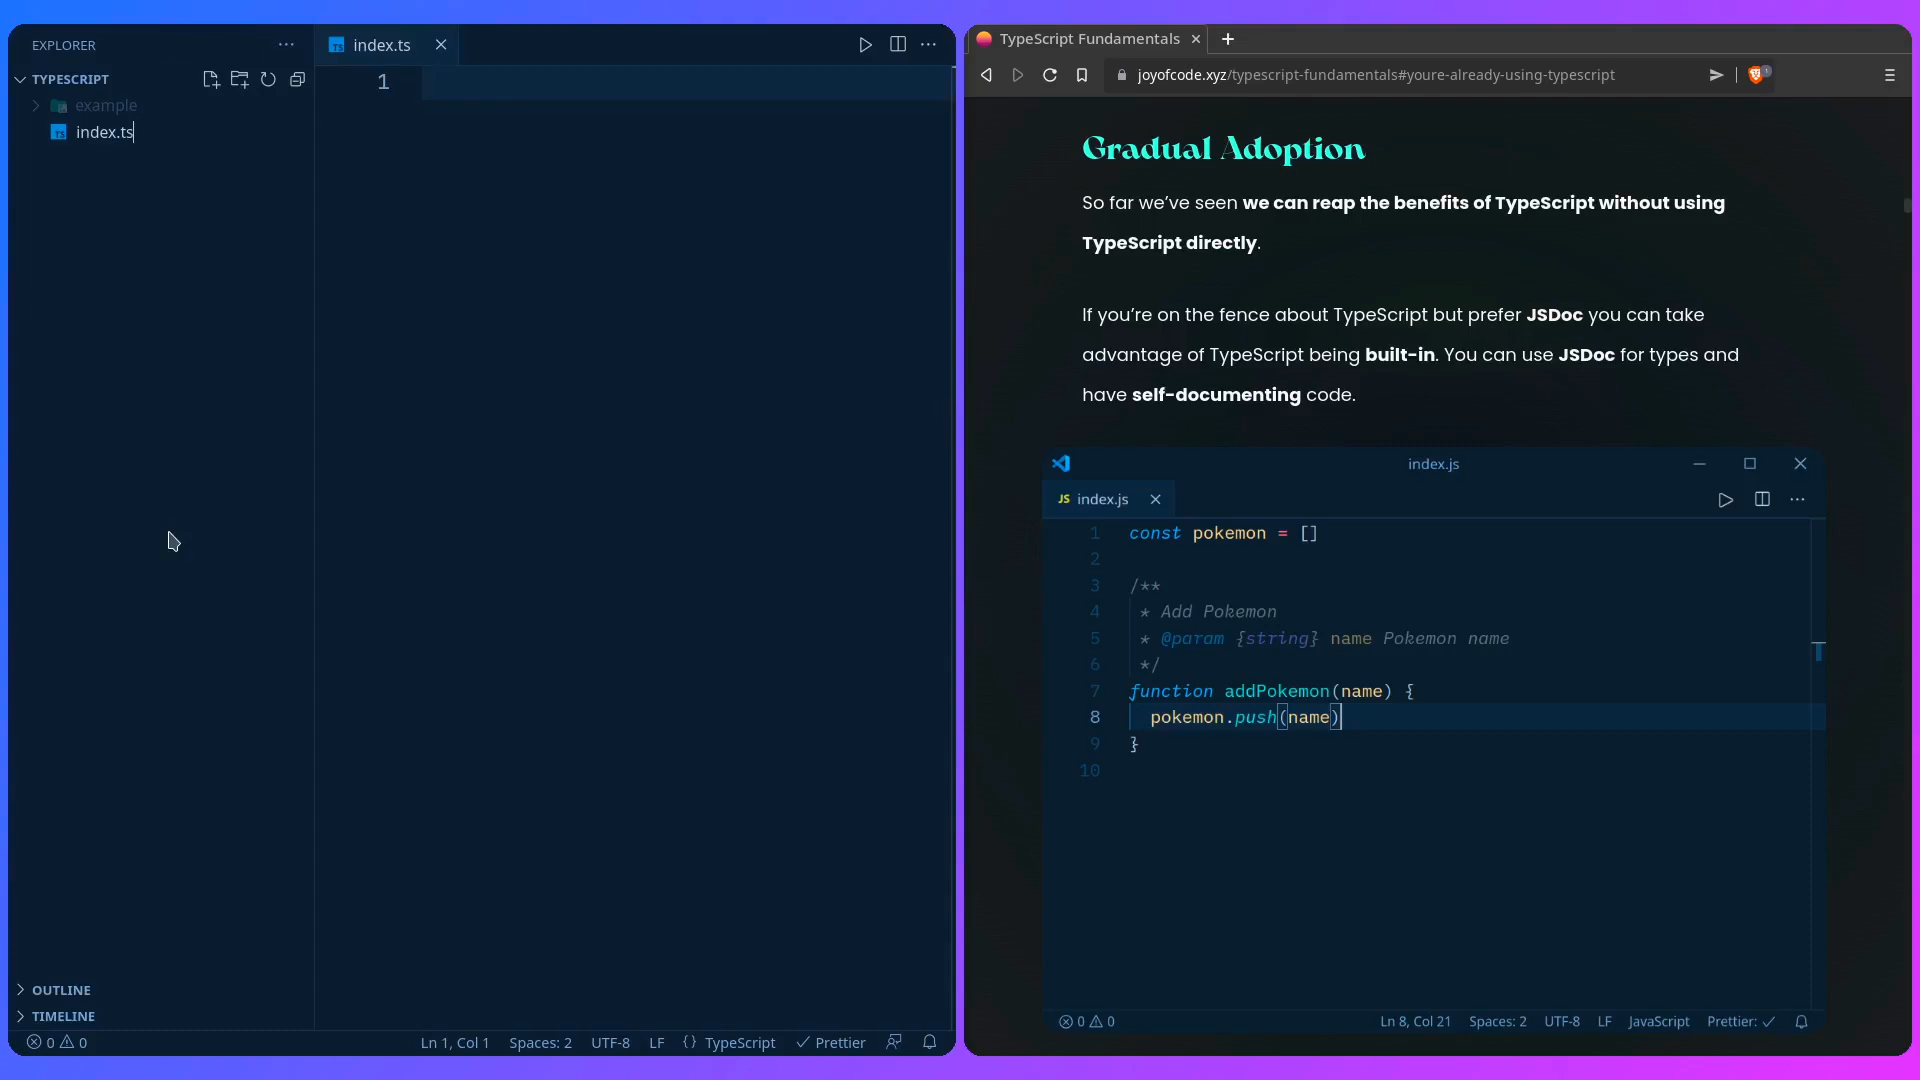 EXPLORER
TYPESCRIPT
example
index.ts
OUTLINE
TIMELINE
index.ts
1
0 0
Ln 1, Col 1 Spaces: 2 UTF-8 LF {} TypeScript Prettier
TypeScript Fundamentals
joyofcode.xyz/typescript-fundamentals#youre-already-using-typescript
1
Gradual Adoption
So far we've seen we can reap the benefits of TypeScript without using
TypeScript directly.
If you're on the fence about TypeScript but prefer JSDoc you can take
advantage of TypeScript being built-in. You can use JSDoc for types and
have self-documenting code.
index.js
JS index.js
1 const pokemon = []
2
3 /**
4 * Add Pokemon
5 * @param {string} name Pokemon name
6 */
7 function addPokemon(name) {
8 pokemon.push(name)
9 }
10
0 0
Ln 8, Col 21 Spaces: 2 UTF-8 LF JavaScript Prettier: